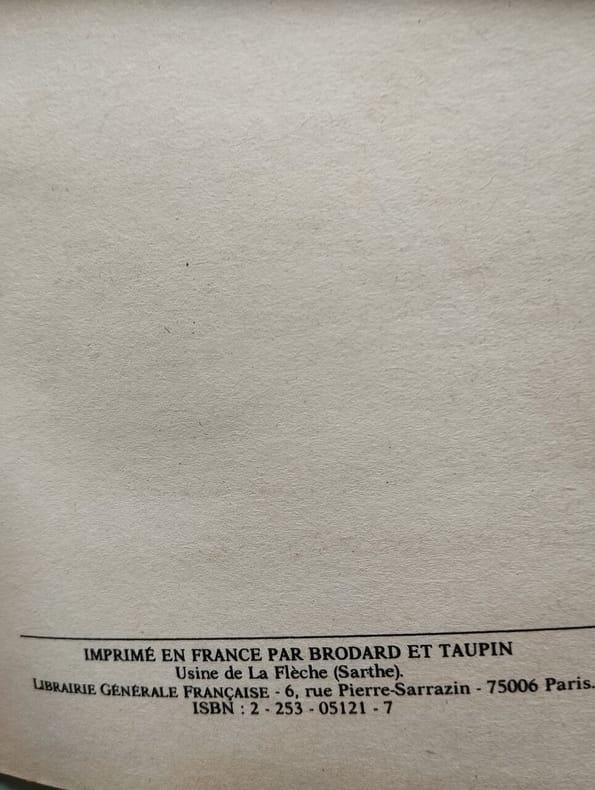 IMPRIMÉ EN FRANCE PAR BRODARD ET TAUPIN
Usine de La Flèche (Sarthe).
LIBRAIRIE GÉNÉRALE FRANÇAISE - 6, rue Pierre-Sarrazin - 75006 Paris.
ISBN : 2 - 253 - 05121 - 7